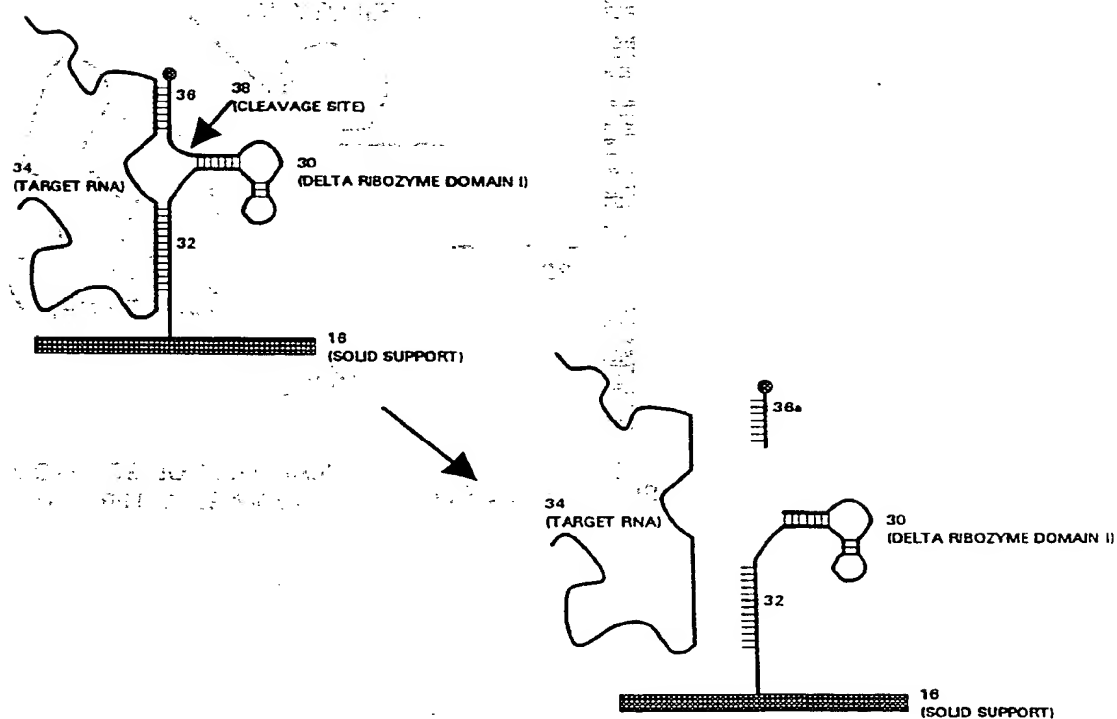 36
38
(CLEAVAGE SITE)
34
(TARGET RNA)
30
(DELTA RIBOZYME DOMAIN I)
32
16
(SOLID SUPPORT)
36a
34
(TARGET RNA)
30
(DELTA RIBOZYME DOMAIN I)
32
16
(SOLID SUPPORT)